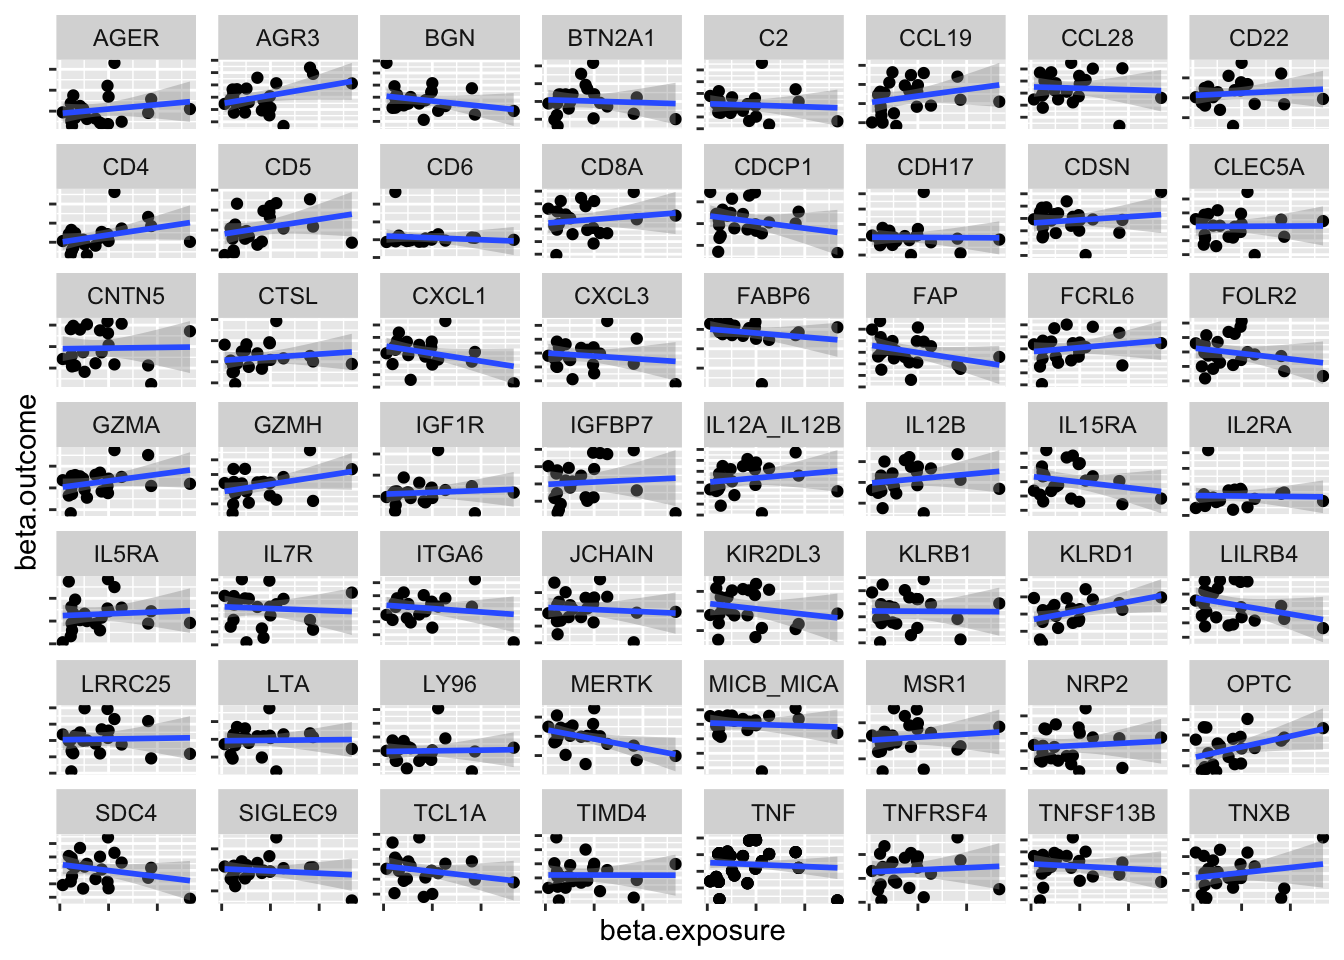 AGER AGR3 BGN BTN2A1 C2 CCL19 CCL28 CD22
CD4 CD5 CD6 CD8A CDCP1 CDH17 CDSN CLEC5A
CNTN5 CTSL CXCL1 CXCL3 FABP6 FAP FCRL6 FOLR2
GZMA GZMH IGF1R IGFBP7 IL12A_IL12B IL12B IL15RA IL2RA
IL5RA IL7R ITGA6 JCHAIN KIR2DL3 KLRB1 KLRD1 LILRB4
LRRC25 LTA LY96 MERTK MICB_MICA MSR1 NRP2 OPTC
SDC4 SIGLEC9 TCL1A TIMD4 TNF TNFRSF4 TNFSF13B TNXB
beta.outcome
beta.exposure